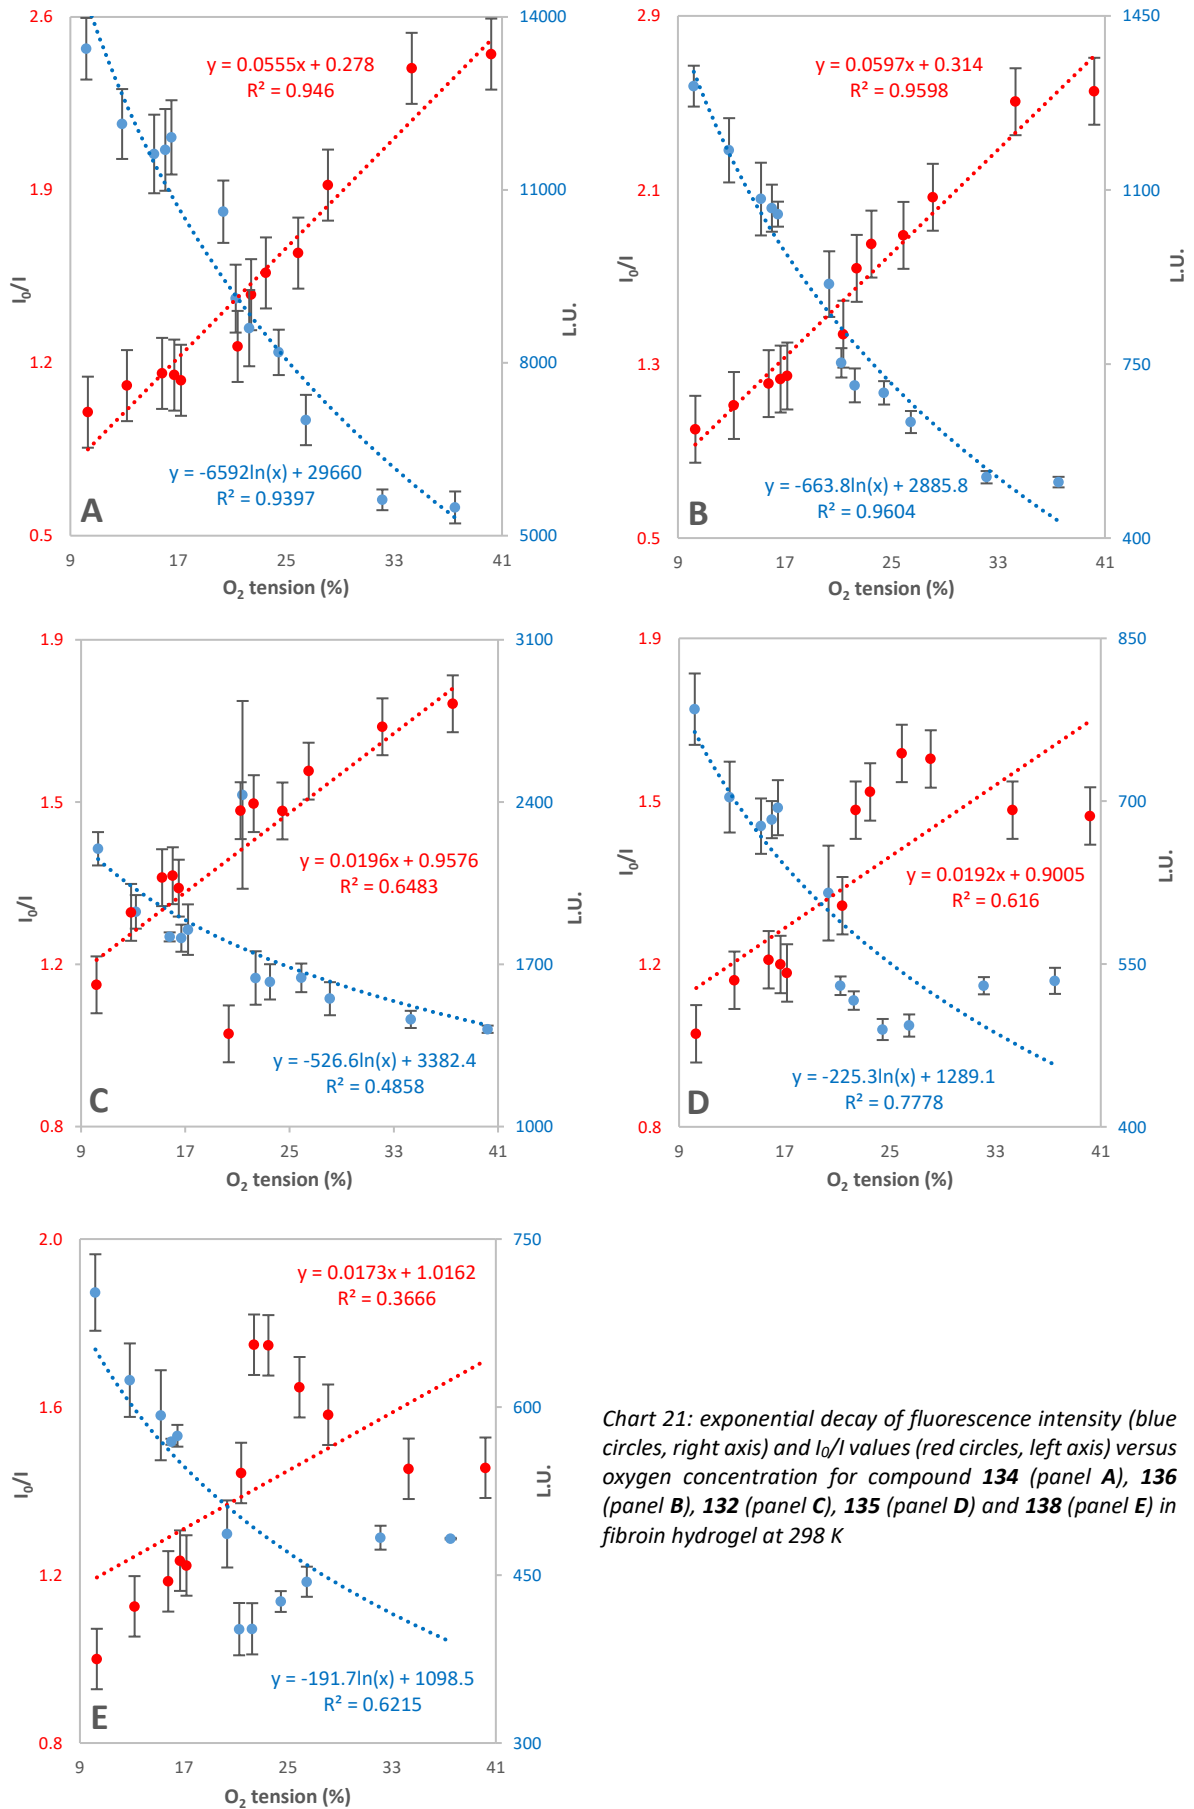 2.6
1.9
1.2
0.5
I₀/I
y = 0.0555x + 0.278
R² = 0.946
y = -6592ln(x) + 29660
R² = 0.9397
A
14000
11000
8000
5000
L.U.
9 17 25 33 41
O₂ tension (%)
2.9
2.1
1.3
0.5
I₀/I
y = 0.0597x + 0.314
R² = 0.9598
y = -663.8ln(x) + 2885.8
R² = 0.9604
B
1450
1100
750
400
L.U.
9 17 25 33 41
O₂ tension (%)
1.9
1.5
1.2
0.8
I₀/I
y = 0.0196x + 0.9576
R² = 0.6483
y = -526.6ln(x) + 3382.4
R² = 0.4858
C
3100
2400
1700
1000
L.U.
9 17 25 33 41
O₂ tension (%)
1.9
1.5
1.2
0.8
I₀/I
y = 0.0192x + 0.9005
R² = 0.616
y = -225.3ln(x) + 1289.1
R² = 0.7778
D
850
700
550
400
L.U.
9 17 25 33 41
O₂ tension (%)
2.0
1.6
1.2
0.8
I₀/I
y = 0.0173x + 1.0162
R² = 0.3666
y = -191.7ln(x) + 1098.5
R² = 0.6215
E
750
600
450
300
L.U.
9 17 25 33 41
O₂ tension (%)
Chart 21: exponential decay of fluorescence intensity (blue
circles, right axis) and I₀/I values (red circles, left axis) versus
oxygen concentration for compound 134 (panel A), 136
(panel B), 132 (panel C), 135 (panel D) and 138 (panel E) in
fibroin hydrogel at 298 K